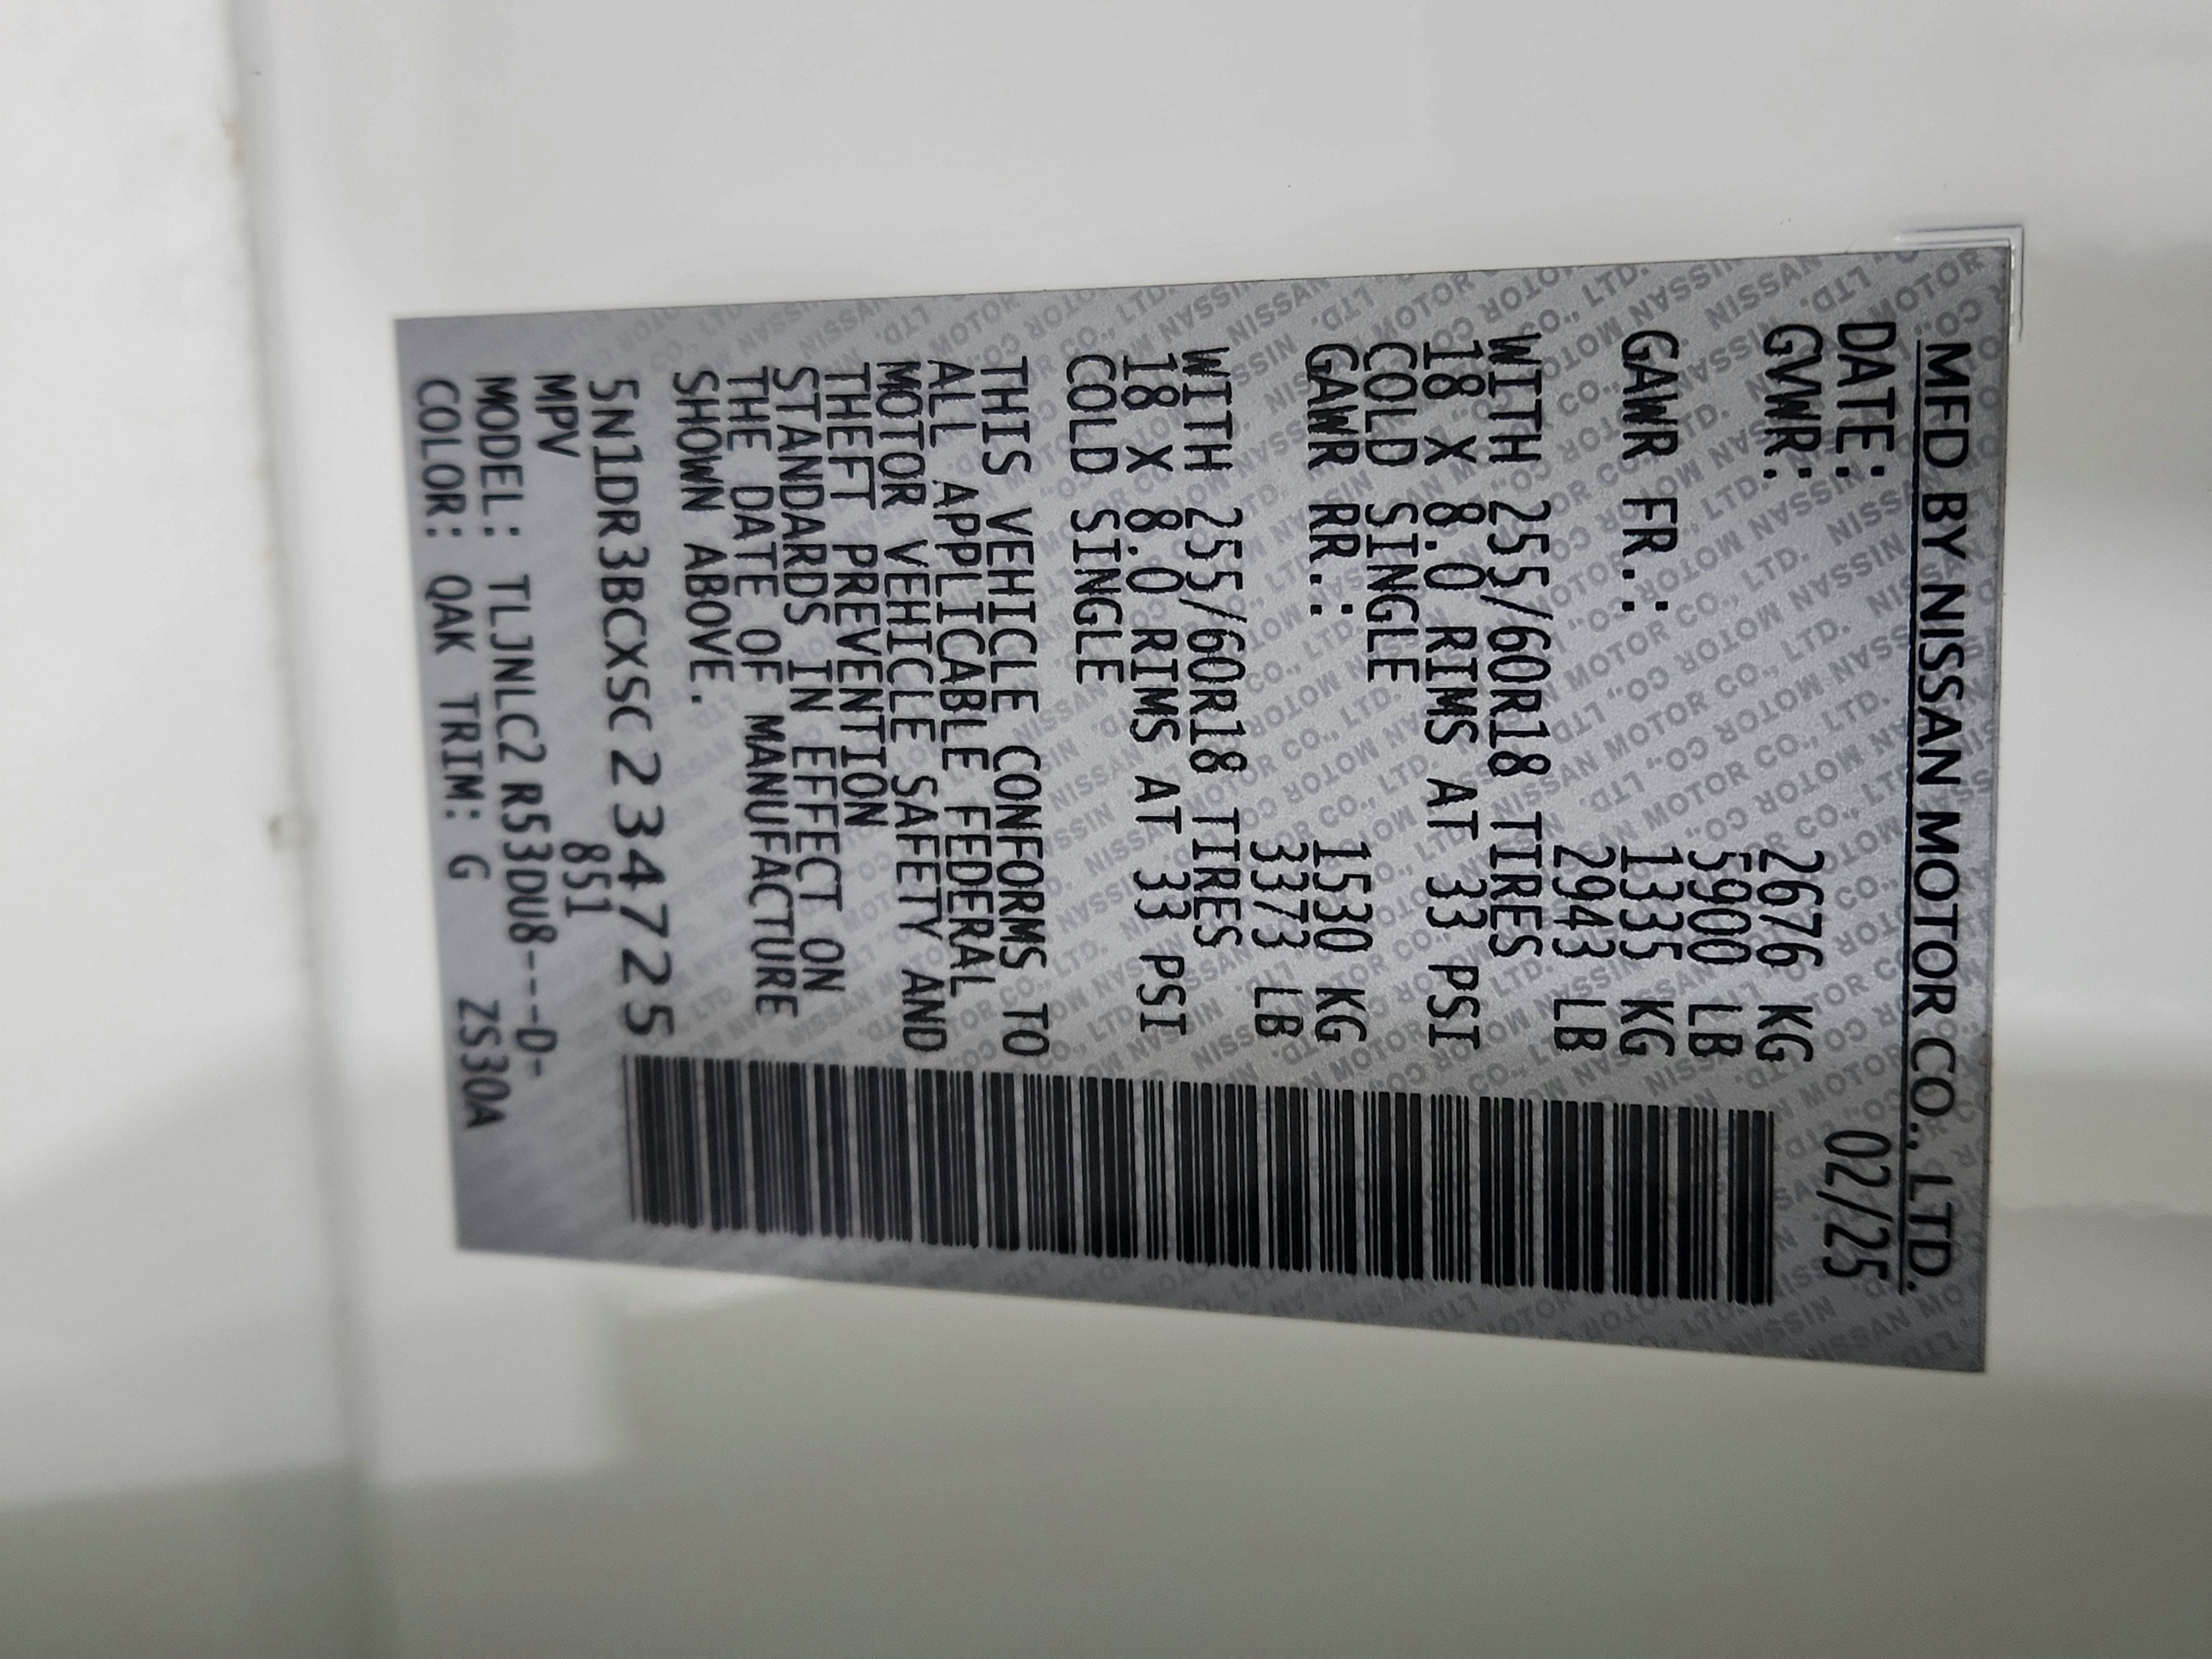 MFD BY NISSAN MOTOR CO., LTD.
DATE: 02/25
GVWR: 2676 KG
5900 LB
GAWR FR.: 1335 KG
2943 LB
WITH 255/60R18 TIRES
18 X 8.0 RIMS AT 33 PSI
COLD SINGLE
GAWR RR.: 1530 KG
3373 LB
WITH 255/60R18 TIRES
18 X 8.0 RIMS AT 33 PSI
COLD SINGLE
THIS VEHICLE CONFORMS TO
ALL APPLICABLE FEDERAL
MOTOR VEHICLE SAFETY AND
THEFT PREVENTION
STANDARDS IN EFFECT ON
THE DATE OF MANUFACTURE
SHOWN ABOVE.
5N1DR3BCXSC234725
MPV 851
MODEL: TLJNLC2 R53DU8---D-
COLOR: QAK TRIM: G ZS30A